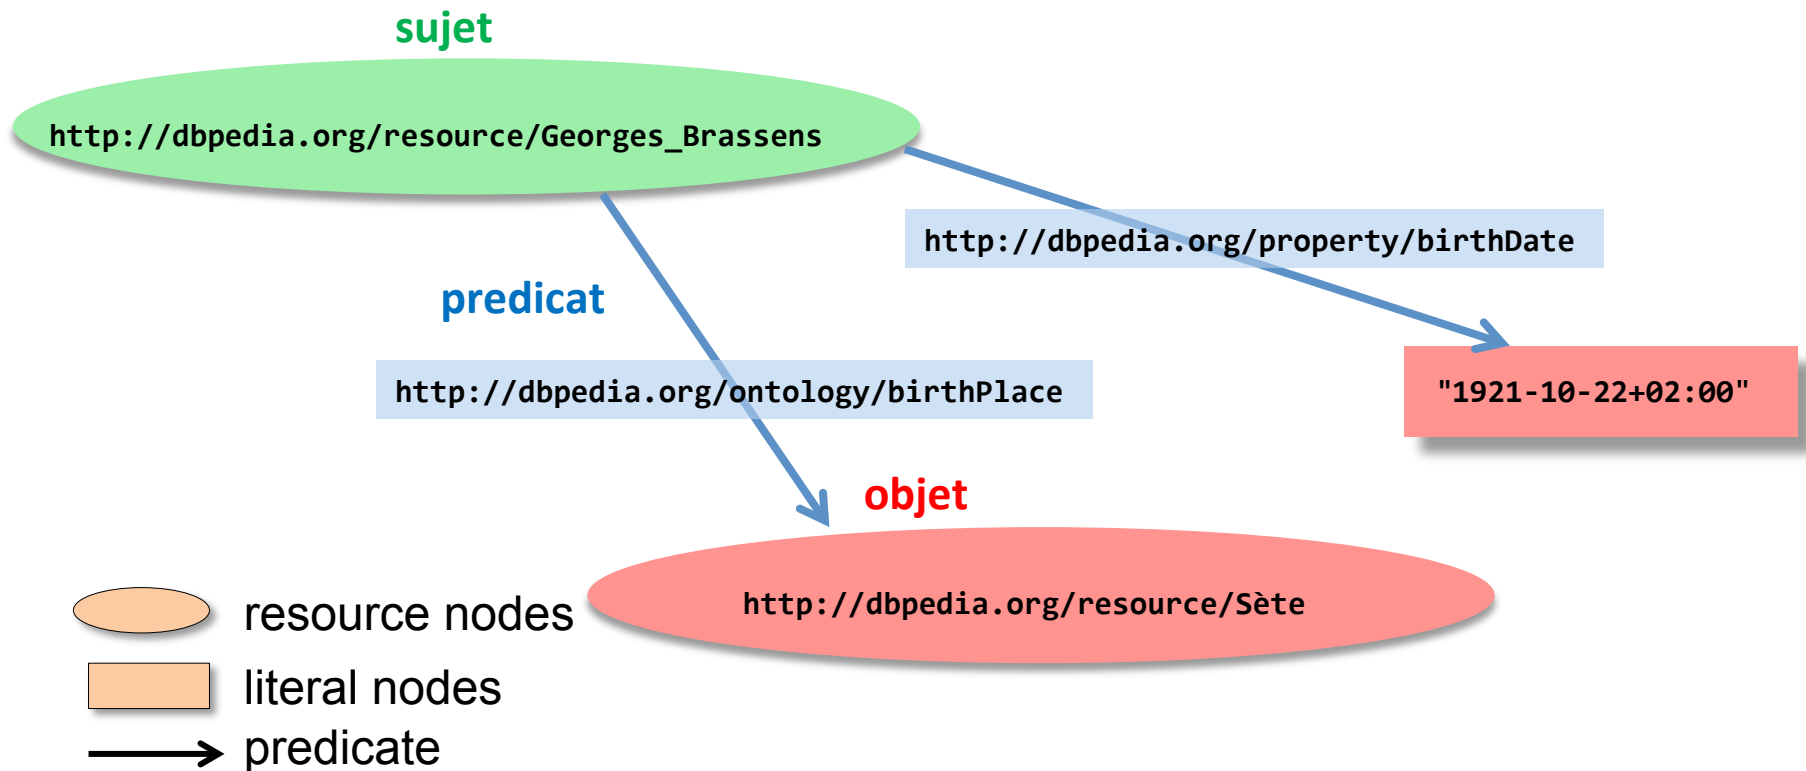 sujet
http://dbpedia.org/resource/Georges_Brassens
http://dbpedia.org/property/birthDate
predicat
http://dbpedia.org/ontology/birthPlace
"1921-10-22+02:00"
objet
http://dbpedia.org/resource/Sète
resource nodes
literal nodes
predicate